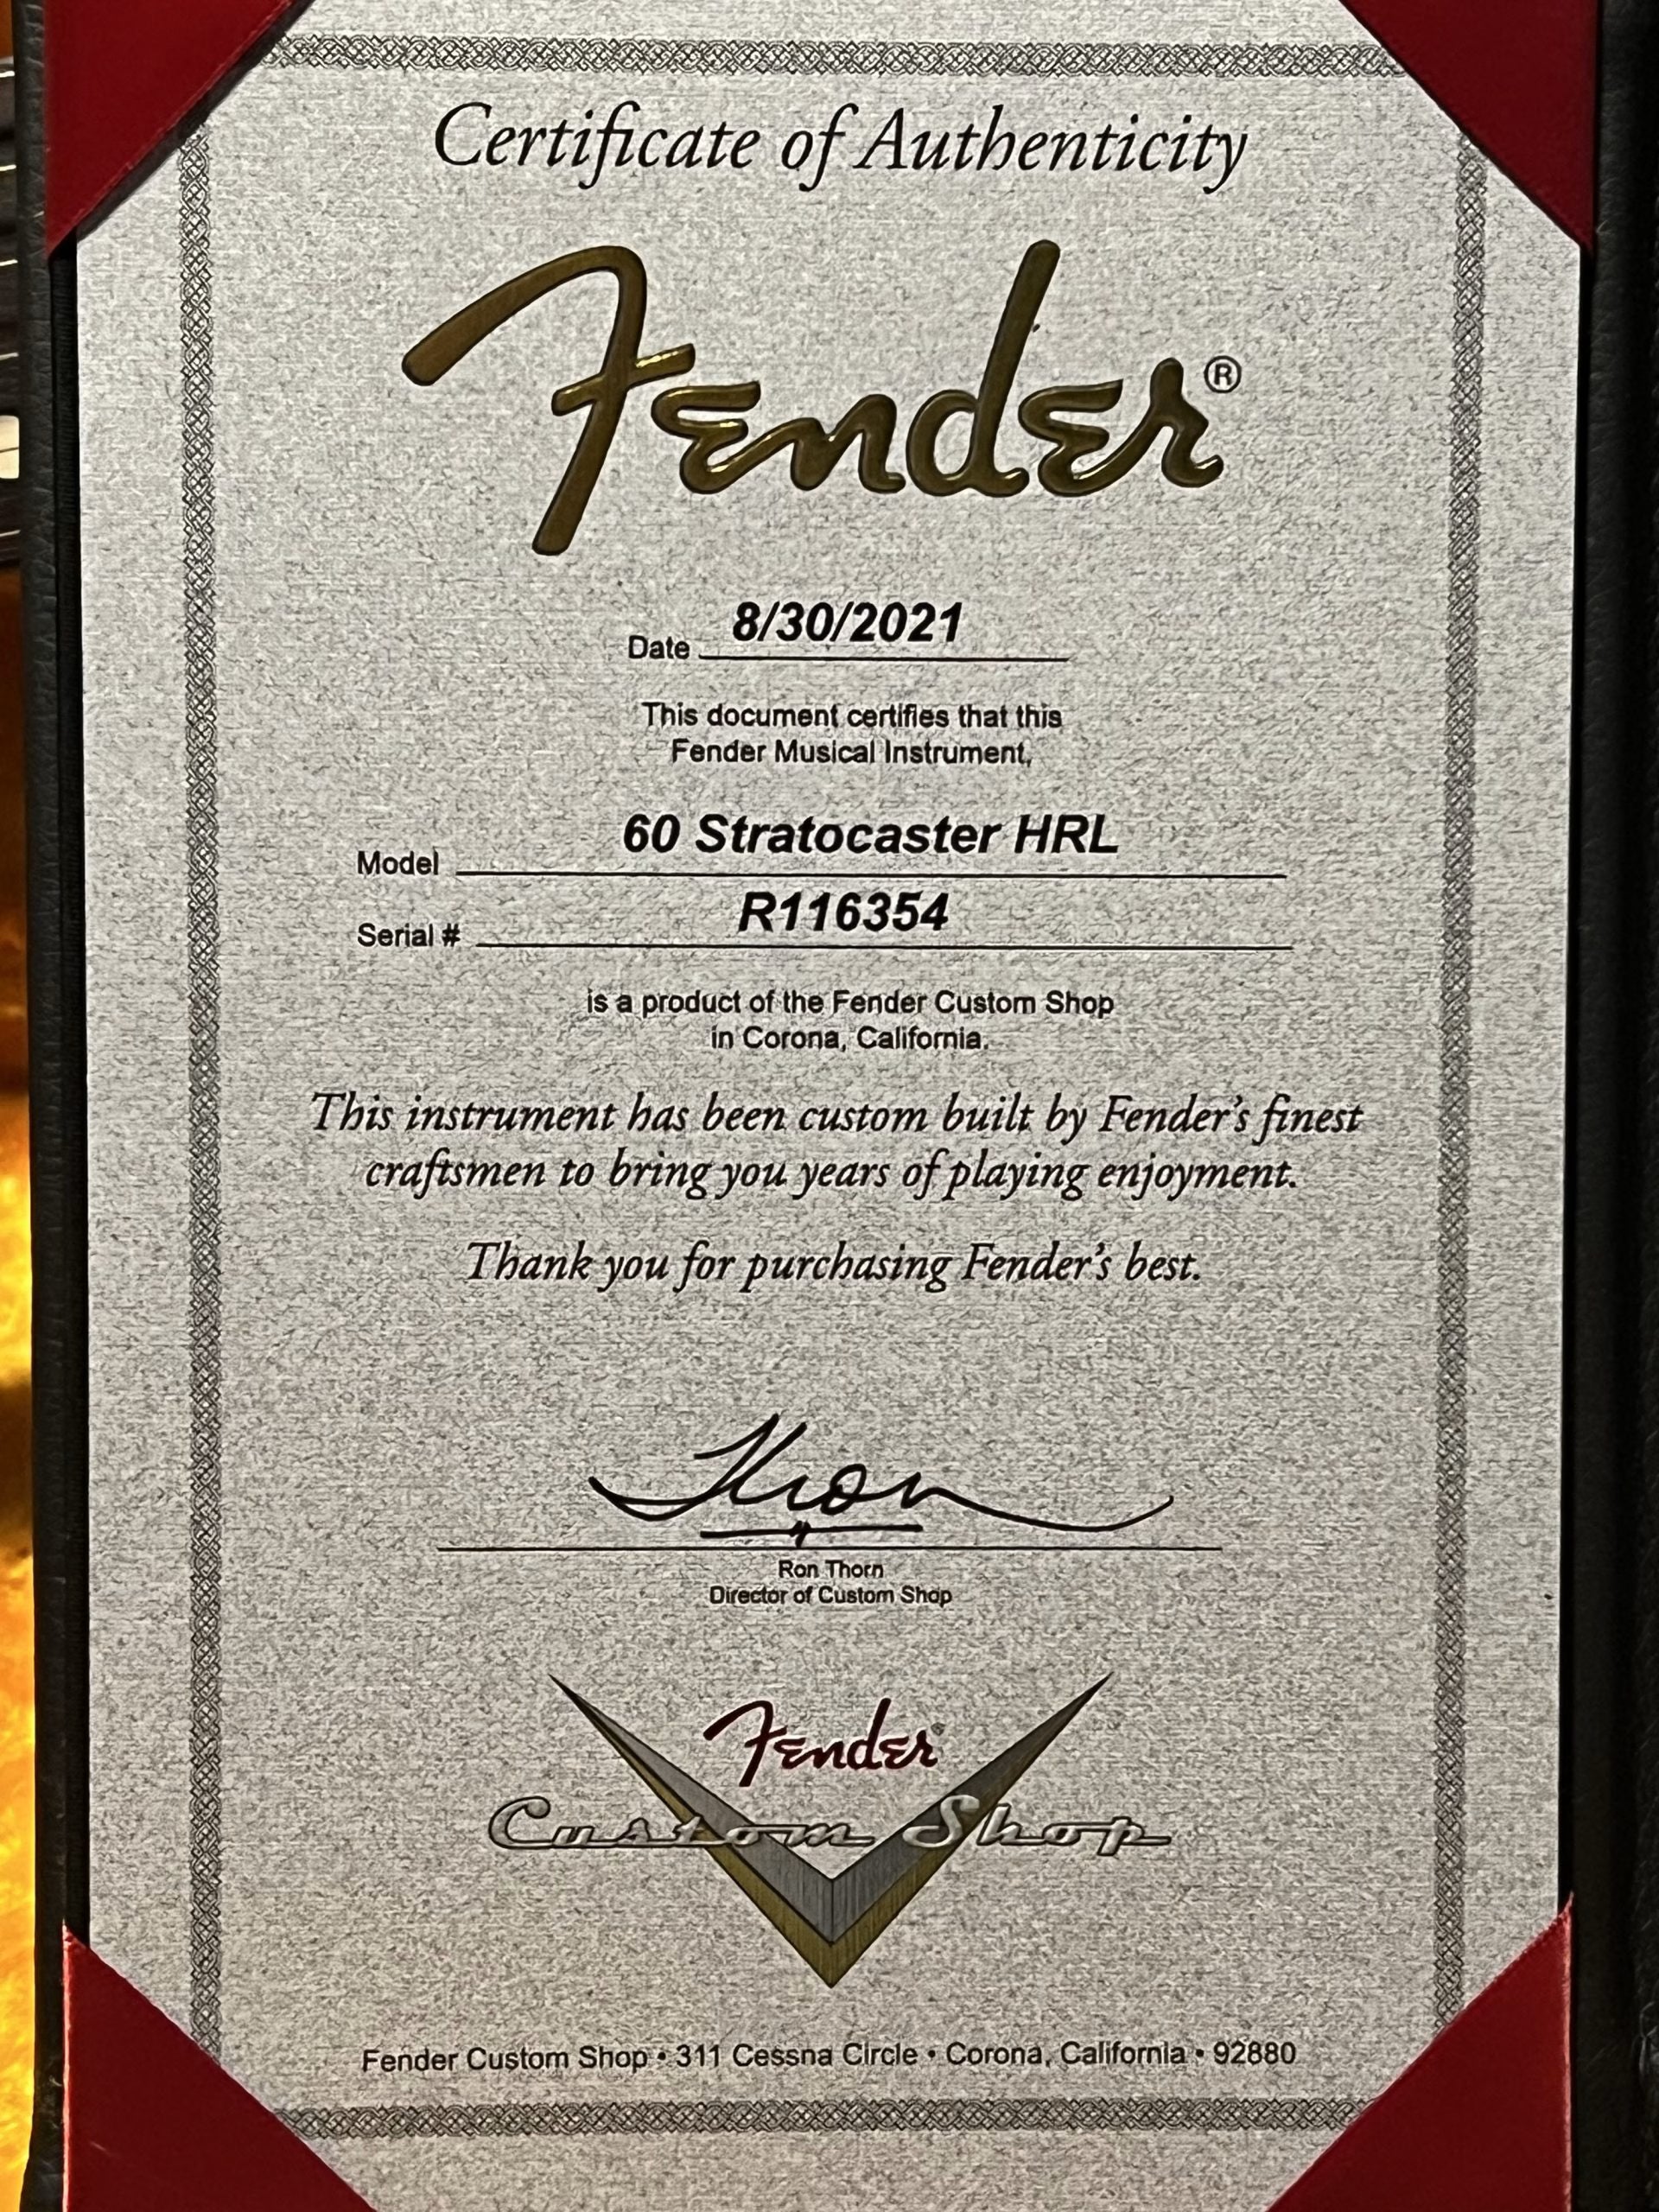 Certificate of Authenticity
Fender®
Date 8/30/2021
This document certifies that this
Fender Musical Instrument,
Model 60 Stratocaster HRL
Serial # R116354
is a product of the Fender Custom Shop
in Corona, California.
This instrument has been custom built by Fender's finest
craftsmen to bring you years of playing enjoyment.
Thank you for purchasing Fender's best.
Ron Thorn
Director of Custom Shop
Fender®
Custom Shop
Fender Custom Shop • 311 Cessna Circle • Corona, California • 92880